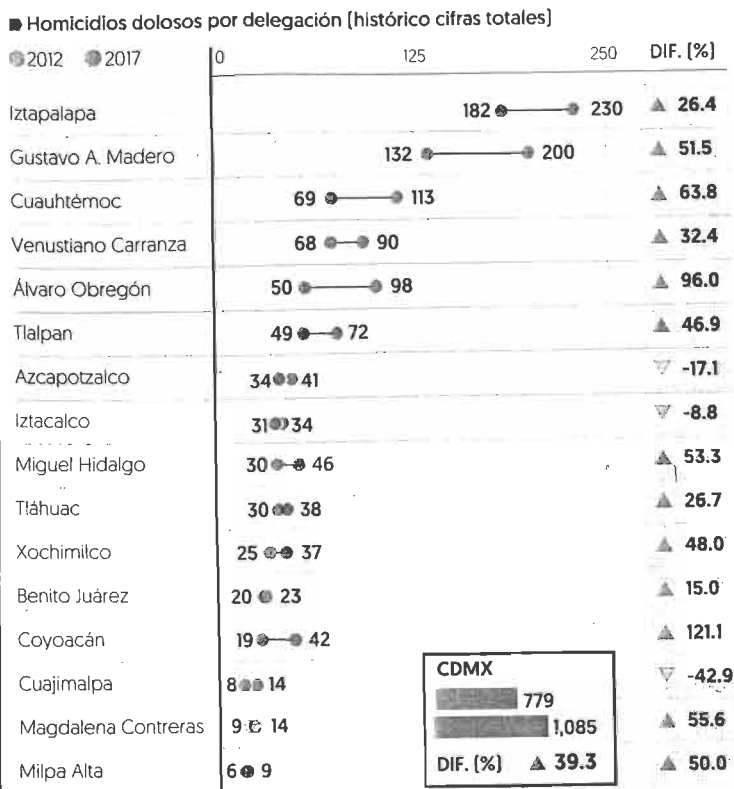 Homicidios dolosos por delegación (histórico cifras totales)
2012 2017 0 125 250 DIF. (%)
Iztapalapa 182 230 26.4
Gustavo A. Madero 132 200 51.5
Cuauhtémoc 69 113 63.8
Venustiano Carranza 68 90 32.4
Álvaro Obregón 50 98 96.0
Tlalpan 49 72 46.9
Azcapotzalco 34 41 -17.1
Iztacalco 31 34 -8.8
Miguel Hidalgo 30 46 53.3
Tláhuac 30 38 26.7
Xochimilco 25 37 48.0
Benito Juárez 20 23 15.0
Coyoacán 19 42 121.1
Cuajimalpa 8 14 -42.9
Magdalena Contreras 9 14 55.6
Milpa Alta 6 9 50.0
CDMX
779
1,085
DIF. (%) 39.3